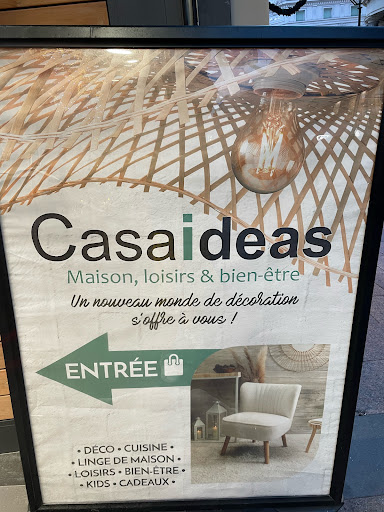 Casaideas
Maison, loisirs & bien-être
Un nouveau monde de décoration
s'offre à vous !
ENTRÉE
• DÉCO • CUISINE •
• LINGE DE MAISON •
• LOISIRS • BIEN-ÊTRE •
• KIDS • CADEAUX •